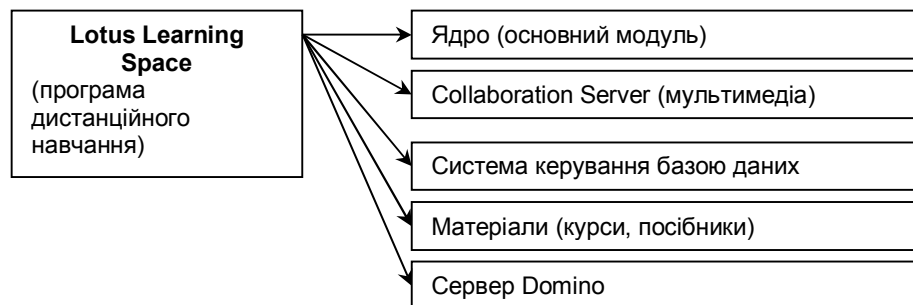 Lotus Learning
Space
(програма
дистанційного
навчання)
Ядро (основний модуль)
Collaboration Server (мультимедіа)
Система керування базою даних
Матеріали (курси, посібники)
Сервер Domino